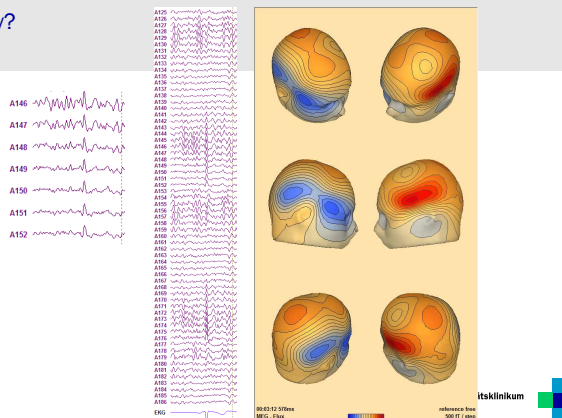 y?
A146
A147
A148
A149
A150
A151
A152
A125
A126
A127
A128
A129
A130
A131
A132
A133
A134
A135
A136
A137
A138
A139
A140
A141
A142
A143
A144
A145
A146
A147
A148
A149
A150
A151
A152
A153
A154
A155
A156
A157
A158
A159
A160
A161
A162
A163
A164
A165
A166
A167
A168
A169
A170
A171
A172
A173
A174
A175
A176
A177
A178
A179
A180
A181
A182
A183
A184
A185
A186
EKG
00:03:12 578ms
MEG - Flux
reference free
500 fT / step
itsklinikum